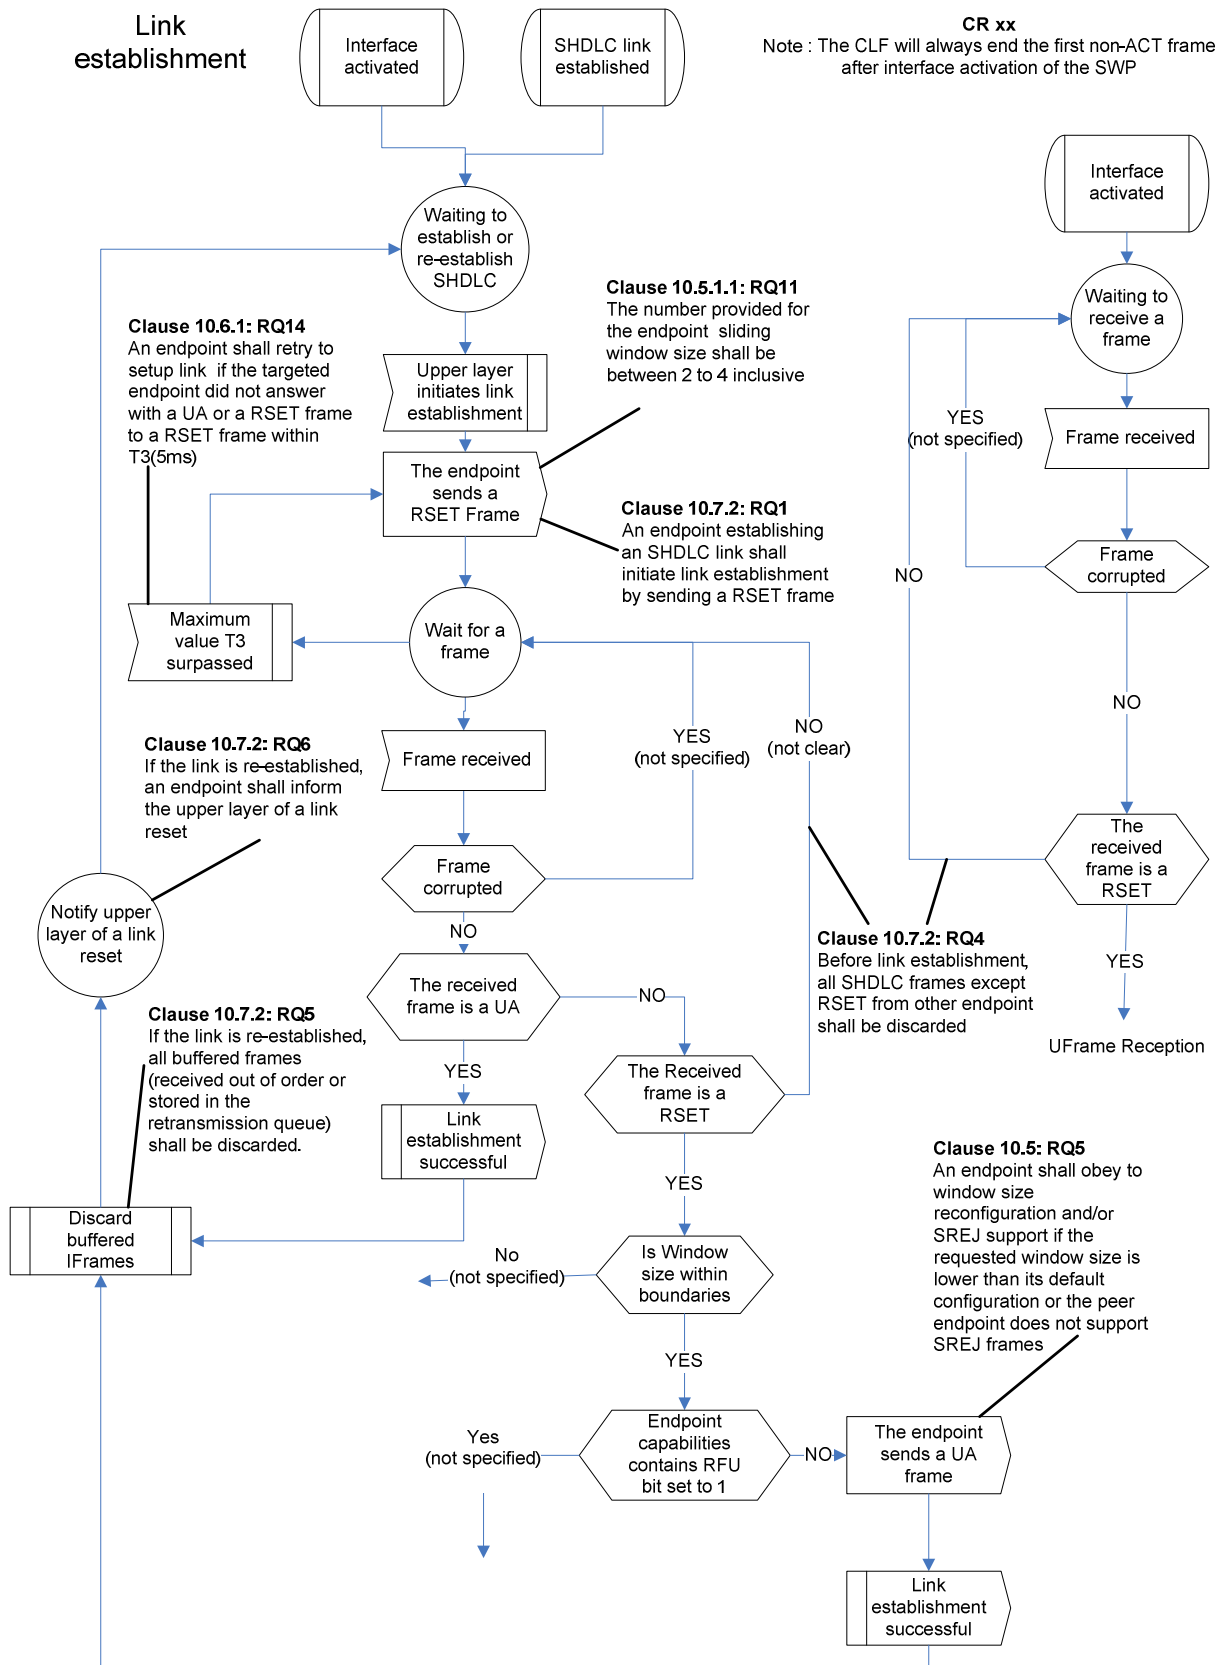 Link
establishment
Interface
activated
SHDLC link
established
CR xx
Note : The CLF will always end the first non-ACT frame
after interface activation of the SWP
Interface
activated
Waiting to
establish or
re-establish
SHDLC
Waiting to
receive a
frame
Clause 10.5.1.1: RQ11
The number provided for
the endpoint sliding
window size shall be
between 2 to 4 inclusive
Clause 10.6.1: RQ14
An endpoint shall retry to
setup link if the targeted
endpoint did not answer
with a UA or a RSET frame
to a RSET frame within
T3(5ms)
Upper layer
initiates link
establishment
YES
(not specified)
Frame received
The endpoint
sends a
RSET Frame
Clause 10.7.2: RQ1
An endpoint establishing
an SHDLC link shall
initiate link establishment
by sending a RSET frame
NO
Frame
corrupted
Maximum
value T3
surpassed
Wait for a
frame
NO
Clause 10.7.2: RQ6
If the link is re-established,
an endpoint shall inform
the upper layer of a link
reset
Frame received
YES
(not specified)
NO
(not clear)
The
received
frame is a
RSET
Frame
corrupted
Notify upper
layer of a link
reset
NO
Clause 10.7.2: RQ4
Before link establishment,
all SHDLC frames except
RSET from other endpoint
shall be discarded
YES
The received
frame is a UA
NO
UFrame Reception
Clause 10.7.2: RQ5
If the link is re-established,
all buffered frames
(received out of order or
stored in the
retransmission queue)
shall be discarded.
YES
The Received
frame is a
RSET
Link
establishment
successful
YES
Clause 10.5: RQ5
An endpoint shall obey to
window size
reconfiguration and/or
SREJ support if the
requested window size is
lower than its default
configuration or the peer
endpoint does not support
SREJ frames
Discard
buffered
IFrames
No
(not specified)
Is Window
size within
boundaries
YES
Yes
(not specified)
Endpoint
capabilities
contains RFU
bit set to 1
NO
The endpoint
sends a UA
frame
Link
establishment
successful